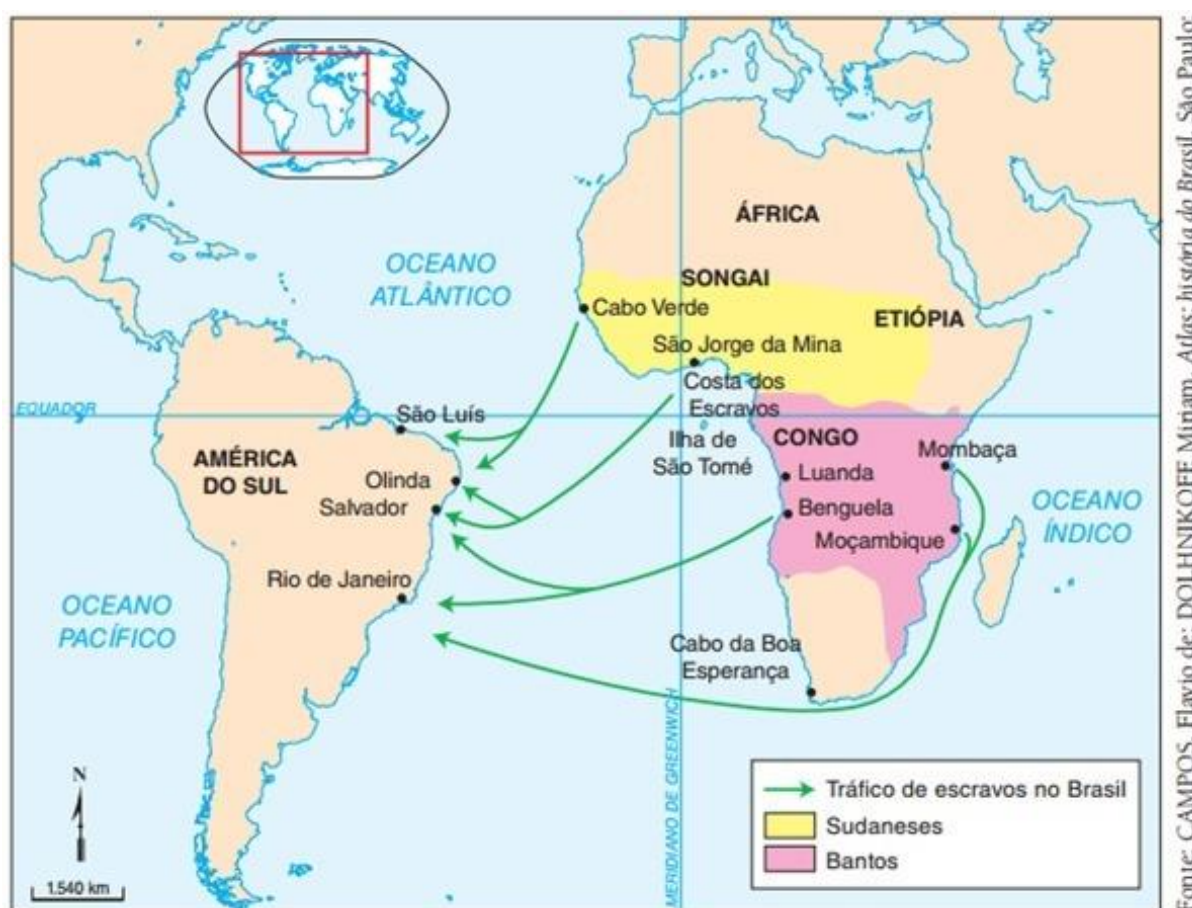 ÁFRICA
SONGAI
OCEANO
ATLÂNTICO
Cabo Verde
ETIÓPIA
São Jorge da Mina
Costa dos
Escravos
EQUADOR
São Luís
CONGO
Ilha de
São Tomé
Mombaça
AMÉRICA
DO SUL
Olinda
Luanda
Salvador
Benguela
OCEANO
ÍNDICO
Moçambique
Rio de Janeiro
OCEANO
PACÍFICO
Cabo da Boa
Esperança
MERIDIANO DE GREENWICH
N
1.540 km
Tráfico de escravos no Brasil
Sudaneses
Bantos
Fonte: CAMPOS, Flavio de; DOLHNIKOFF, Miriam. Atlas: história do Brasil. São Paulo: